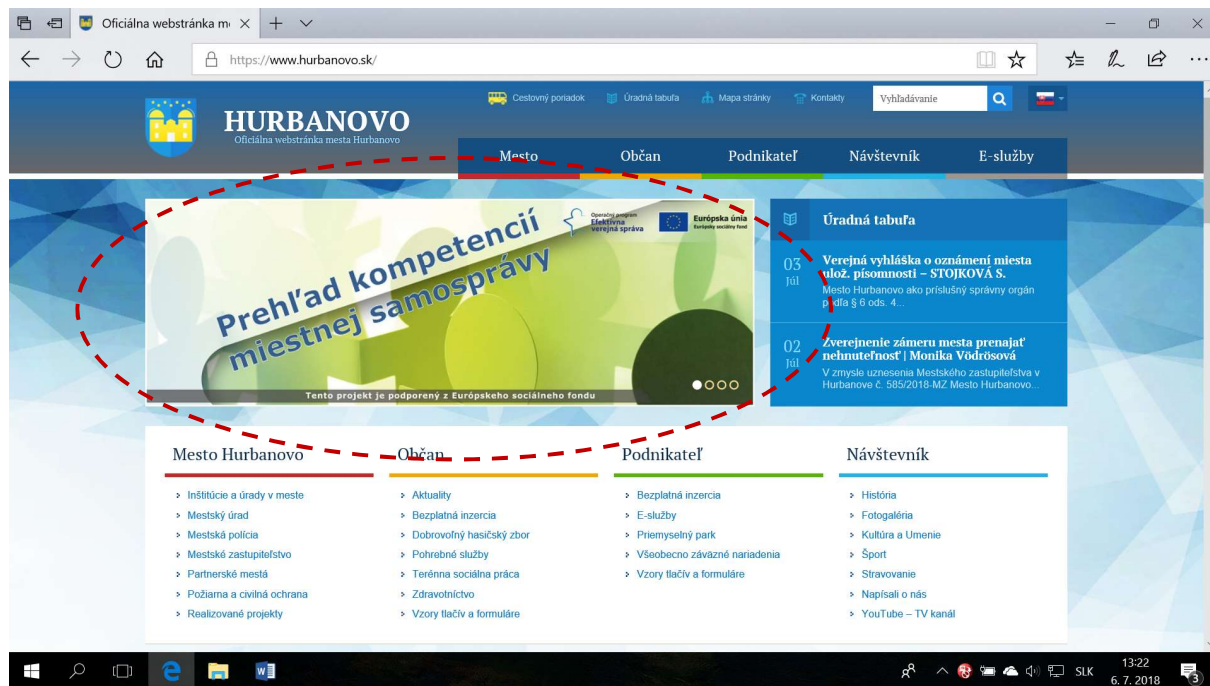 Oficiálna webstránka me
https://www.hurbanovo.sk/
Cestovný poriadok
Úradná tabuľa
Mapa stránky
Kontakty
Vyhľadávanie
HURBANOVO
Oficiálna webstránka mesta Hurbanovo
Mesto
Občan
Podnikateľ
Návštevník
E-služby
Prehľad kompetencií
miestnej samosprávy
Operačný program
Efektívna
verejná správa
Európska únia
Európsky sociálny fond
Tento projekt je podporený z Európskeho sociálneho fondu
Úradná tabuľa
03
Júl
Verejná vyhláška o oznámení miesta
ulož. písomnosti – STOJKOVÁ S.
Mesto Hurbanovo ako príslušný správny orgán
podľa § 6 ods. 4...
02
Júl
Zverejnenie zámeru mesta prenajať
nehnuteľnosť | Monika Vödrösová
V zmysle uznesenia Mestského zastupiteľstva v
Hurbanove č. 585/2018-MZ Mesto Hurbanovo...
Mesto Hurbanovo
Inštitúcie a úrady v meste
Mestský úrad
Mestská polícia
Mestské zastupiteľstvo
Partnerské mestá
Požiarna a civilná ochrana
Realizované projekty
Občan
Aktuality
Bezplatná inzercia
Dobrovoľný hasičský zbor
Pohrebné služby
Terénna sociálna práca
Zdravotníctvo
Vzory tlačív a formuláre
Podnikateľ
Bezplatná inzercia
E-služby
Priemyselný park
Všeobecno záväzné nariadenia
Vzory tlačív a formuláre
Návštevník
História
Fotogaléria
Kultúra a Umenie
Šport
Stravovanie
Napísali o nás
YouTube – TV kanál
SLK
13:22
6. 7. 2018
3